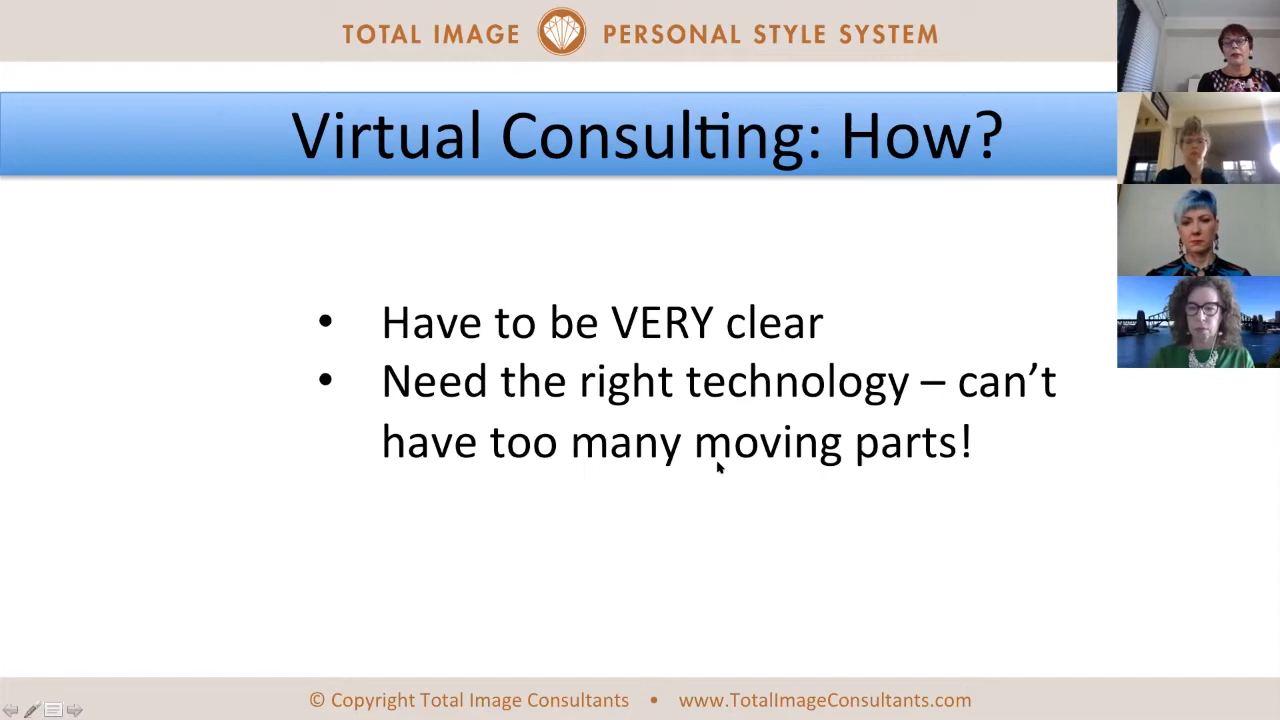 TOTAL IMAGE PERSONAL STYLE SYSTEM
Virtual Consulting: How?
• Have to be VERY clear
• Need the right technology – can’t
have too many moving parts!
© Copyright Total Image Consultants • www.TotalImageConsultants.com